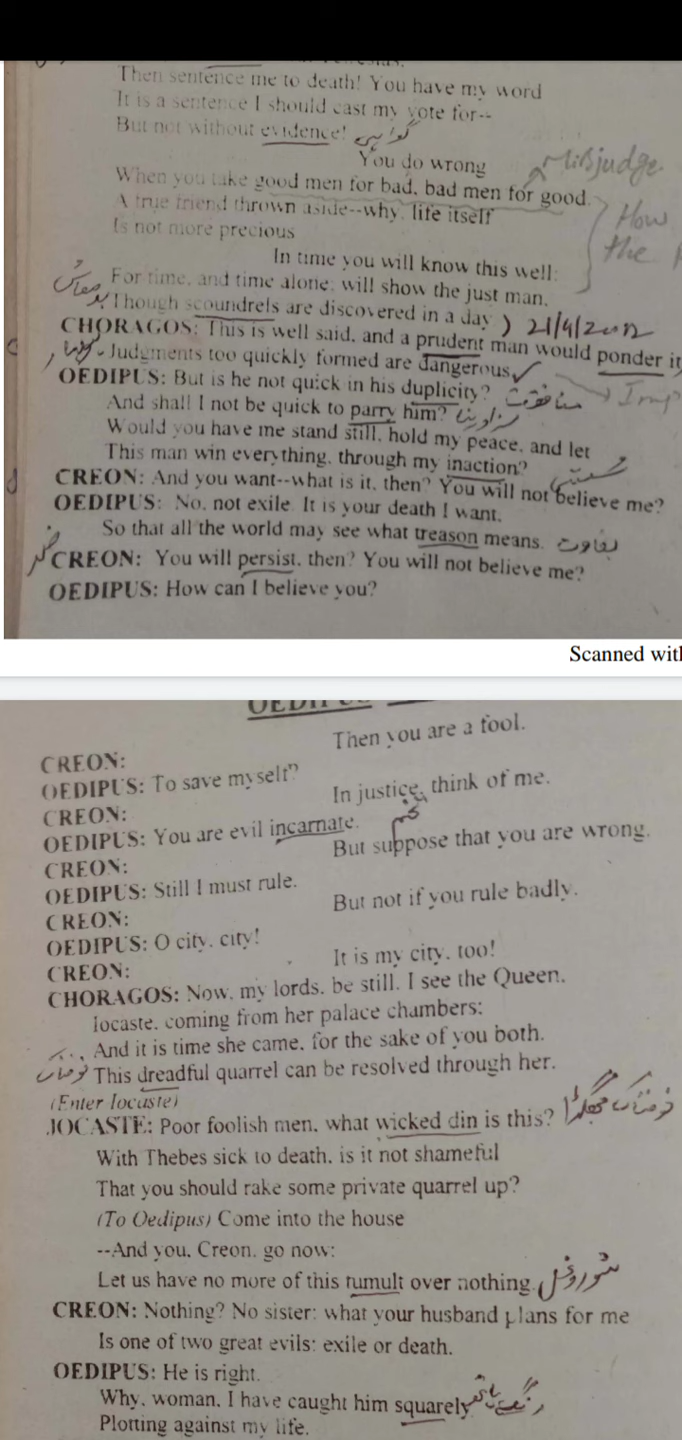 Then sentence me to death! You have my word
It is a sentence I should cast my vote for--
But not without evidence! گواہی
You do wrong Misjudge
When you take good men for bad, bad men for good.
A true friend thrown aside--why, life itself How
Is not more precious the
In time you will know this well:
For time, and time alone, will show the just man,
بدمعاش Though scoundrels are discovered in a day
CHORAGOS: This is well said, and a prudent man would ponder it
Judgments too quickly formed are dangerous
OEDIPUS: But is he not quick in his duplicity? منافقت
And shall I not be quick to parry him?
Would you have me stand still, hold my peace, and let
This man win everything, through my inaction?
CREON: And you want--what is it, then? You will not believe me?
OEDIPUS: No, not exile. It is your death I want,
So that all the world may see what treason means. بغاوت
CREON: You will persist, then? You will not believe me?
OEDIPUS: How can I believe you?
Scanned with
Then you are a fool.
CREON:
OEDIPUS: To save myself?
In justice, think of me.
CREON:
OEDIPUS: You are evil incarnate. مجسم
But suppose that you are wrong.
CREON:
OEDIPUS: Still I must rule.
But not if you rule badly.
CREON:
OEDIPUS: O city, city!
It is my city, too!
CREON:
CHORAGOS: Now, my lords, be still. I see the Queen,
Iocaste, coming from her palace chambers:
And it is time she came, for the sake of you both.
This dreadful quarrel can be resolved through her.
(Enter Iocaste)
JOCASTE: Poor foolish men, what wicked din is this?
With Thebes sick to death, is it not shameful
That you should rake some private quarrel up?
(To Oedipus) Come into the house
--And you, Creon, go now:
Let us have no more of this tumult over nothing. شوروغل
CREON: Nothing? No sister: what your husband plans for me
Is one of two great evils: exile or death.
OEDIPUS: He is right.
Why, woman, I have caught him squarely
Plotting against my life.